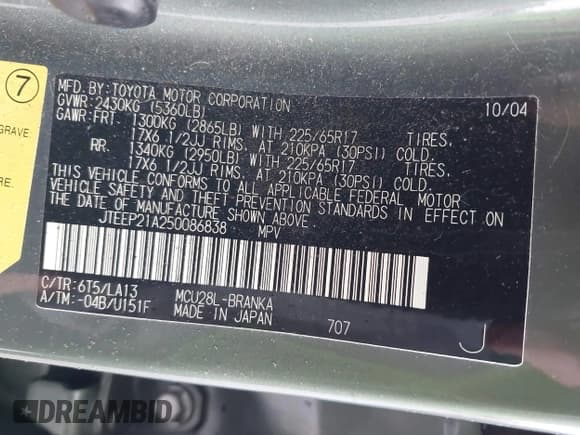 7
GRAVE.
RE.
MFD. BY: TOYOTA MOTOR CORPORATION 10/04
GVWR: 2430KG (5360LB)
GAWR: FRT. 1300KG (2865LB) WITH 225/65R17 TIRES,
17X6 1/2JJ RIMS, AT 210KPA (30PSI) COLD.
RR. 1340KG (2950LB) WITH 225/65R17 TIRES,
17X6 1/2JJ RIMS, AT 210KPA (30PSI) COLD.
THIS VEHICLE CONFORMS TO ALL APPLICABLE FEDERAL MOTOR
VEHICLE SAFETY AND THEFT PREVENTION STANDARDS IN EFFECT ON
THE DATE OF MANUFACTURE SHOWN ABOVE.
JTEEP21A250086838 MPV
C/TR: 6T5/LA13 MCU28L-BRANKA
A/TM: -04B/U151F MADE IN JAPAN 707 J
DREAMBID